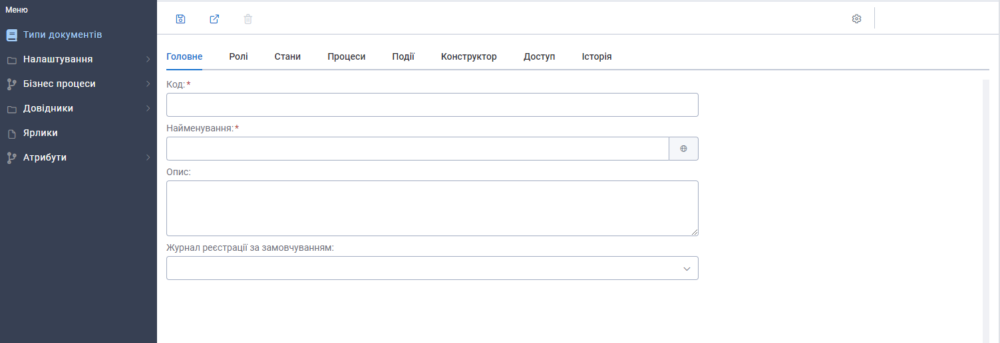 Меню
Типи документів
Налаштування
Бізнес процеси
Довідники
Ярлики
Атрибути
Головне Ролі Стани Процеси Події Конструктор Доступ Історія
Код:*
Найменування:*
Опис:
Журнал реєстрації за замовчуванням: